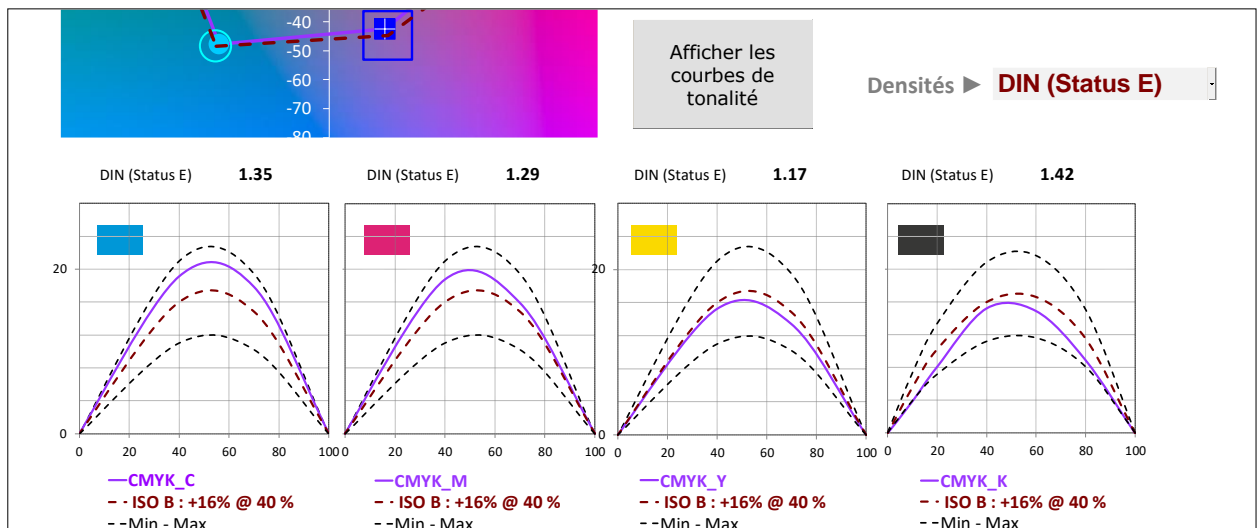 -40
-50
-60
-70
-80
Afficher les
courbes de
tonalité
Densités ► DIN (Status E)
DIN (Status E) 1.35
DIN (Status E) 1.29
DIN (Status E) 1.17
DIN (Status E) 1.42
20
0
0 20 40 60 80 100
0 20 40 60 80 100
20
0
0 20 40 60 80 100
0 20 40 60 80 100
CMYK_C
ISO B : +16% @ 40 %
Min - Max
CMYK_M
ISO B : +16% @ 40 %
Min - Max
CMYK_Y
ISO B : +16% @ 40 %
Min - Max
CMYK_K
ISO B : +16% @ 40 %
Min - Max